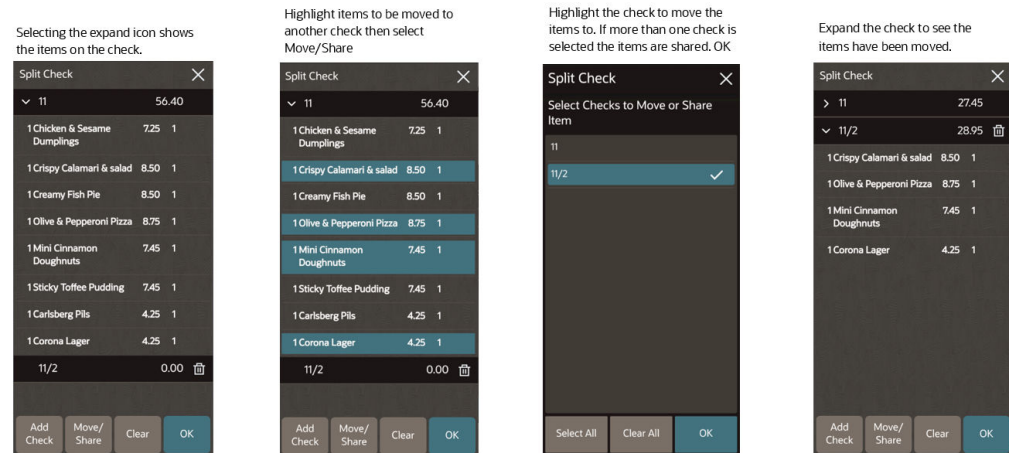 Selecting the expand icon shows
the items on the check.
Split Check
11 56.40
1 Chicken & Sesame 7.25 1
Dumplings
1 Crispy Calamari & salad 8.50 1
1 Creamy Fish Pie 8.50 1
1 Olive & Pepperoni Pizza 8.75 1
1 Mini Cinnamon 7.45 1
Doughnuts
1 Sticky Toffee Pudding 7.45 1
1 Carlsberg Pils 4.25 1
1 Corona Lager 4.25 1
11/2 0.00
Add Check
Move/ Share
Clear
OK
Highlight items to be moved to
another check then select
Move/Share
Split Check
11 56.40
1 Chicken & Sesame 7.25 1
Dumplings
1 Crispy Calamari & salad 8.50 1
1 Creamy Fish Pie 8.50 1
1 Olive & Pepperoni Pizza 8.75 1
1 Mini Cinnamon 7.45 1
Doughnuts
1 Sticky Toffee Pudding 7.45 1
1 Carlsberg Pils 4.25 1
1 Corona Lager 4.25 1
11/2 0.00
Add Check
Move/ Share
Clear
OK
Highlight the check to move the
items to. If more than one check is
selected the items are shared. OK
Split Check
Select Checks to Move or Share
Item
11
11/2
Select All
Clear All
OK
Expand the check to see the
items have been moved.
Split Check
11 27.45
11/2 28.95
1 Crispy Calamari & salad 8.50 1
1 Olive & Pepperoni Pizza 8.75 1
1 Mini Cinnamon 7.45 1
Doughnuts
1 Corona Lager 4.25 1
Add Check
Move/ Share
Clear
OK